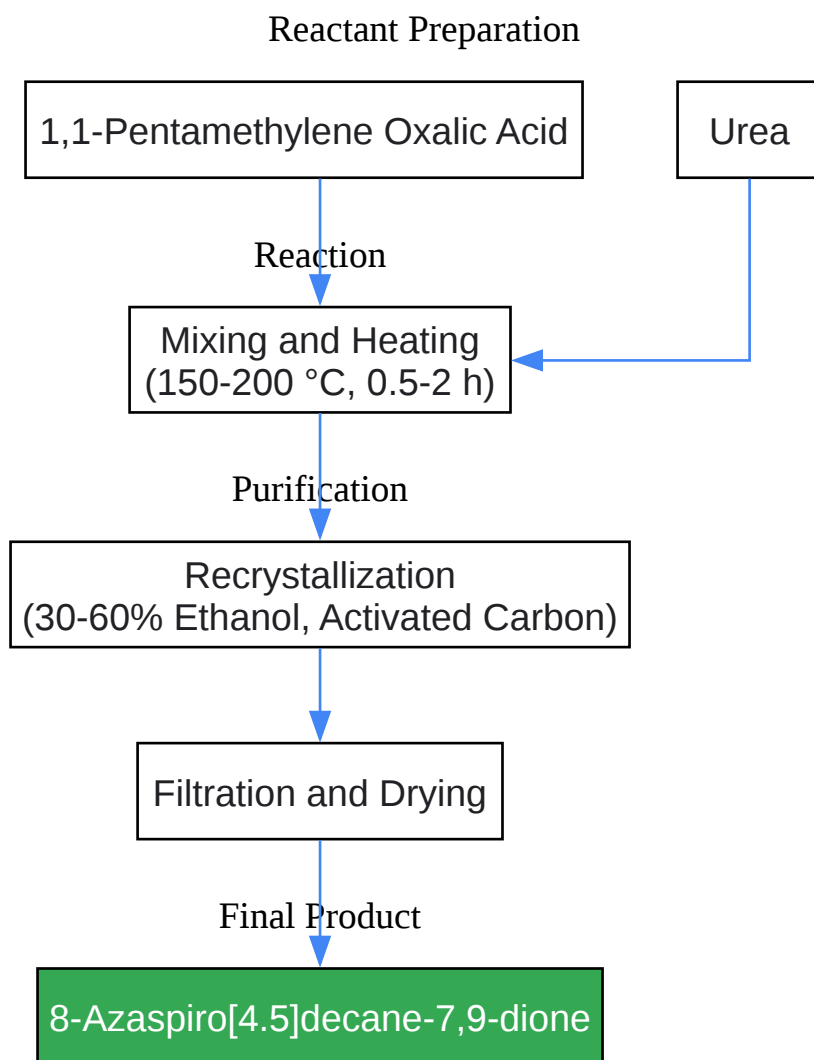 Reactant Preparation
1,1-Pentamethylene Oxalic Acid
Urea
Reaction
Mixing and Heating
(150-200 °C, 0.5-2 h)
Purification
Recrystallization
(30-60% Ethanol, Activated Carbon)
Filtration and Drying
Final Product
8-Azaspiro[4.5]decane-7,9-dione